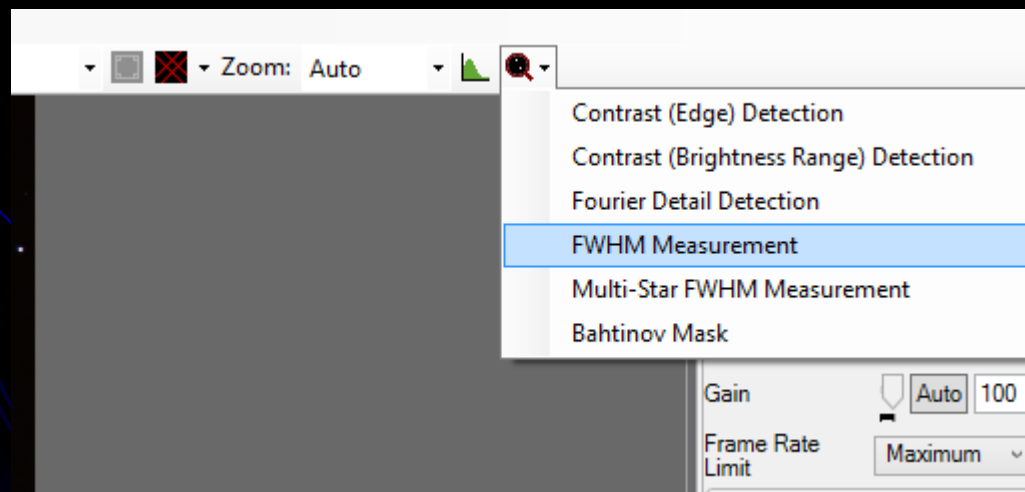 Zoom: Auto
Contrast (Edge) Detection
Contrast (Brightness Range) Detection
Fourier Detail Detection
FWHM Measurement
Multi-Star FWHM Measurement
Bahtinov Mask
Gain Auto 100
Frame Rate
Limit Maximum